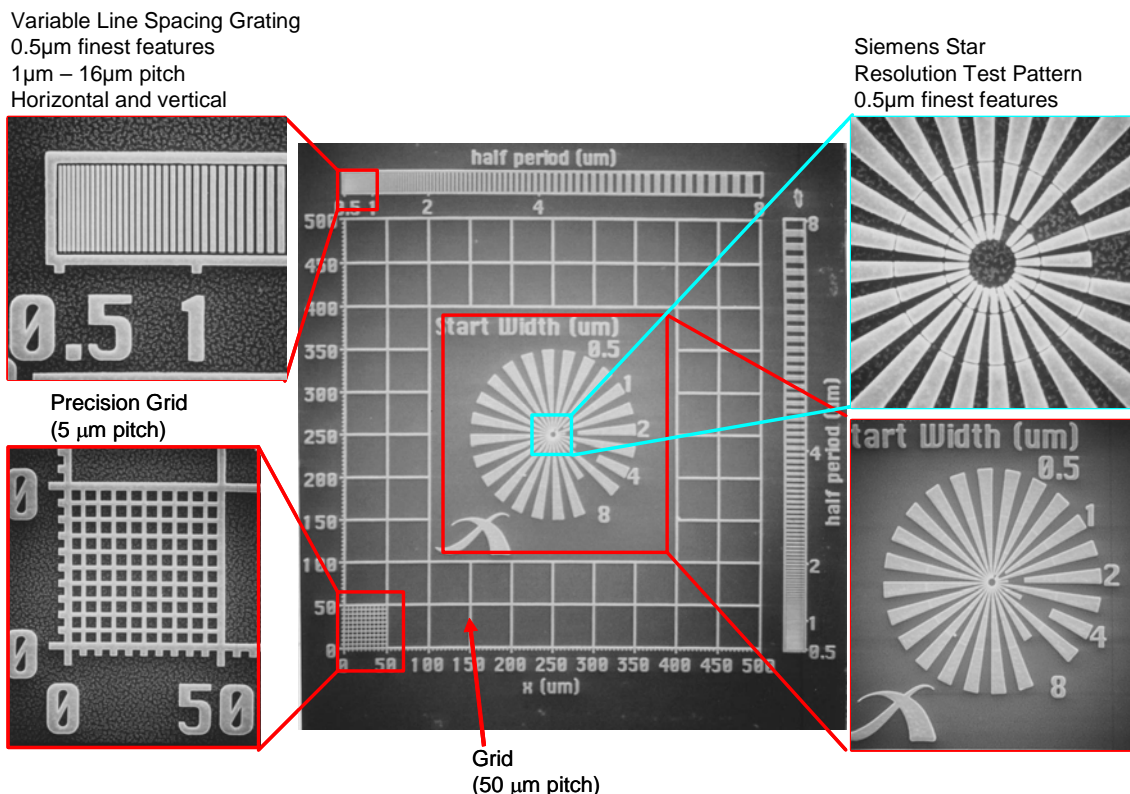 Variable Line Spacing Grating
0.5µm finest features
1µm – 16µm pitch
Horizontal and vertical
Siemens Star
Resolution Test Pattern
0.5µm finest features
0.5 1
Precision Grid
(5 µm pitch)
0
0
0 50
half period (um)
0.5 1 2 4 8
500
450
400
350
300
250
200
150
100
50
0
0 50 100 150 200 250 300 350 400 450 500
x (um)
Start Width (um)
0.5
1
2
4
8
8
4
2
1
0.5
half period (um)
tart Width (um)
0.5
1
2
4
8
Grid
(50 µm pitch)